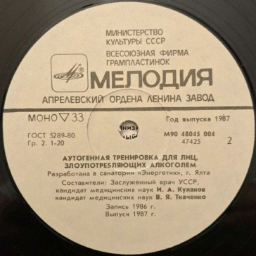 МИНИСТЕРСТВО
КУЛЬТУРЫ СССР
ВСЕСОЮЗНАЯ ФИРМА
ГРАМПЛАСТИНОК
МЕЛОДИЯ
АПРЕЛЕВСКИЙ ОРДЕНА ЛЕНИНА ЗАВОД
МОНО ▽ 33
Год выпуска 1987
ГОСТ 5289-80
Гр. 2. 1-20
М90 48045 004
47425
2
АУТОГЕННАЯ ТРЕНИРОВКА ДЛЯ ЛИЦ,
ЗЛОУПОТРЕБЛЯЮЩИХ АЛКОГОЛЕМ
Разработана в санатории «Энергетик», г. Ялта
Составители: Заслуженный врач УССР,
кандидат медицинских наук И. А. Куланов
кандидат медицинских наук В. Я. Ткаченко
Запись 1986 г.
Выпуск 1987 г.